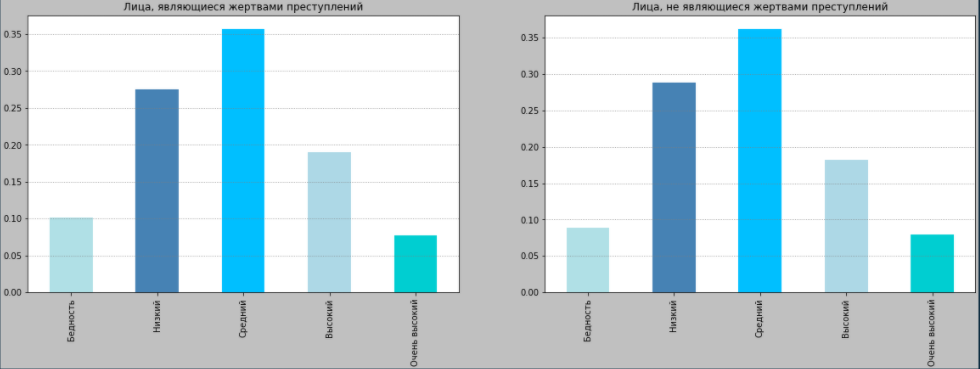 Лица, являющиеся жертвами преступлений
0.35
0.30
0.25
0.20
0.15
0.10
0.05
0.00
Бедность
Низкий
Средний
Высокий
Очень высокий
Лица, не являющиеся жертвами преступлений
0.35
0.30
0.25
0.20
0.15
0.10
0.05
0.00
Бедность
Низкий
Средний
Высокий
Очень высокий